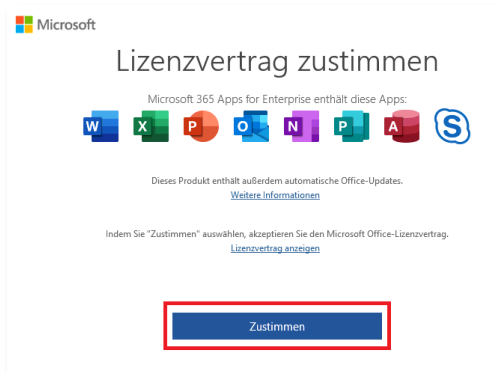 Microsoft
Lizenzvertrag zustimmen
Microsoft 365 Apps for Enterprise enthält diese Apps:
W X P O N P A S
Dieses Produkt enthält außerdem automatische Office-Updates.
Weitere Informationen
Indem Sie "Zustimmen" auswählen, akzeptieren Sie den Microsoft Office-Lizenzvertrag.
Lizenzvertrag anzeigen
Zustimmen